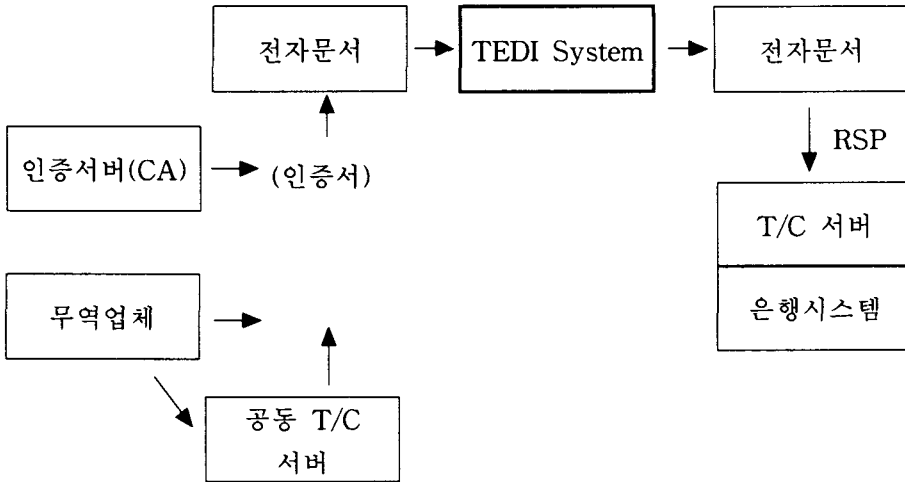 전자문서
TEDI System
전자문서
RSP
인증서버(CA)
(인증서)
T/C 서버
은행시스템
무역업체
공동 T/C
서버